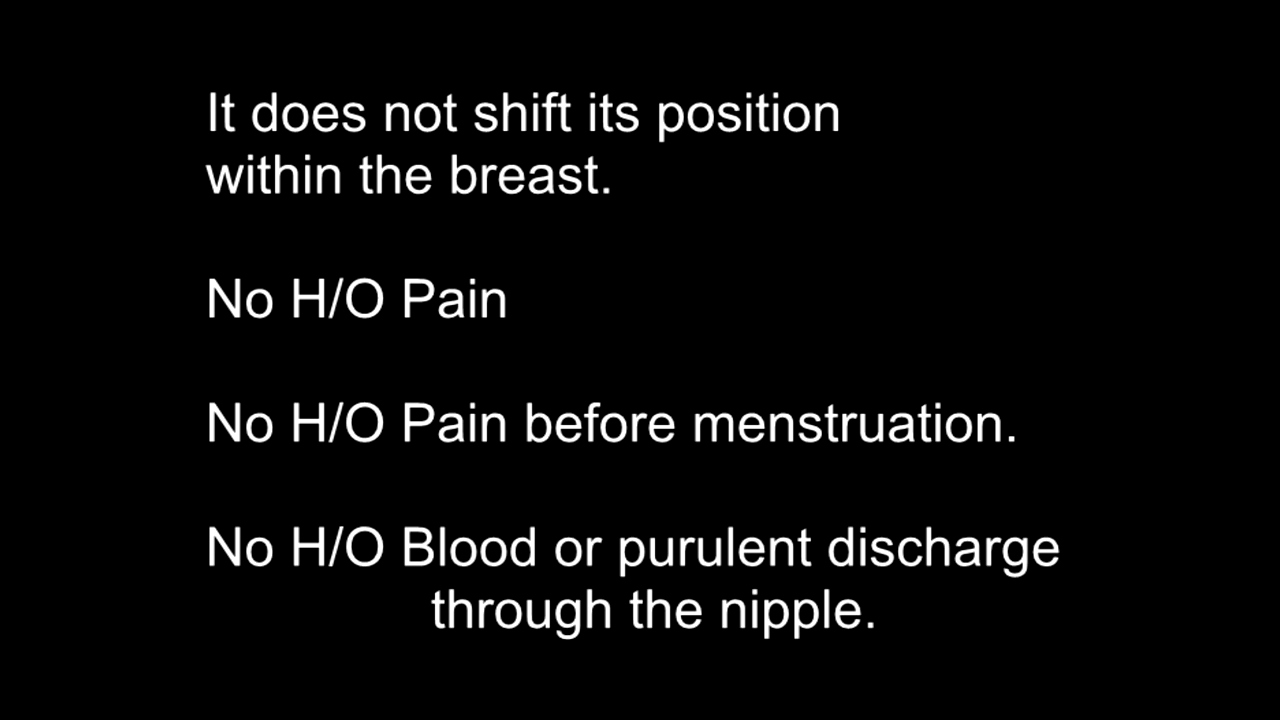 It does not shift its position
within the breast.
No H/O Pain
No H/O Pain before menstruation.
No H/O Blood or purulent discharge
through the nipple.